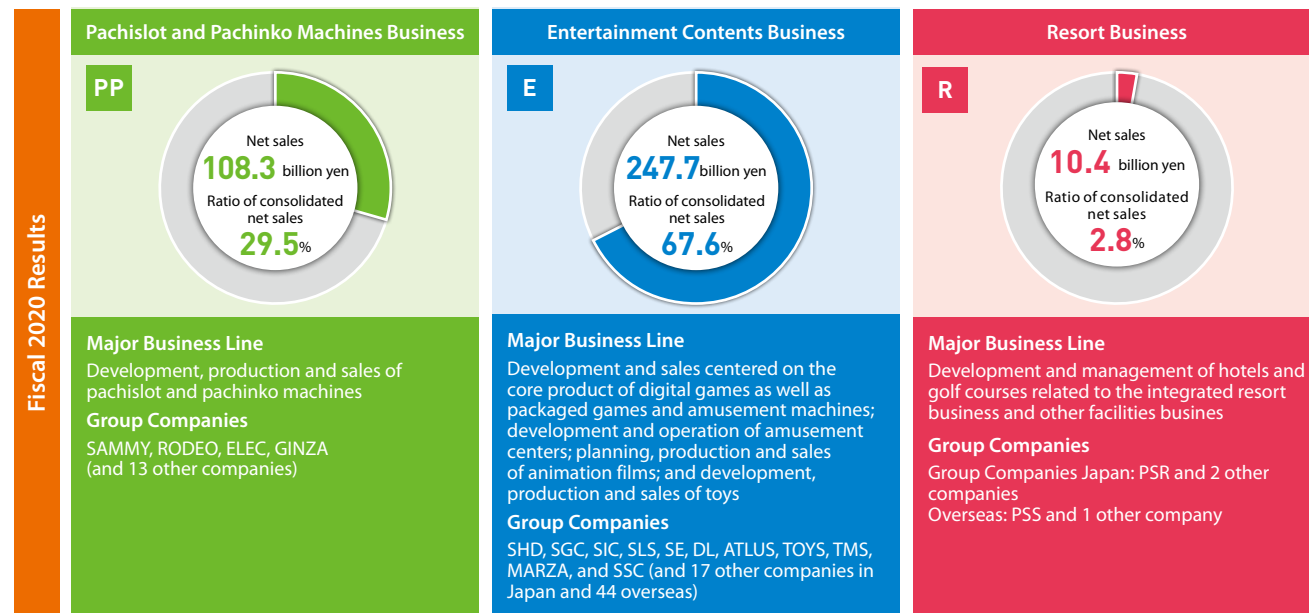 Fiscal 2020 Results
Pachislot and Pachinko Machines Business
PP
Net sales
108.3 billion yen
Ratio of consolidated
net sales
29.5%
Major Business Line
Development, production and sales of
pachislot and pachinko machines
Group Companies
SAMMY, RODEO, ELEC, GINZA
(and 13 other companies)
Entertainment Contents Business
E
Net sales
247.7 billion yen
Ratio of consolidated
net sales
67.6%
Major Business Line
Development and sales centered on the
core product of digital games as well as
packaged games and amusement machines;
development and operation of amusement
centers; planning, production and sales
of animation films; and development,
production and sales of toys
Group Companies
SHD, SGC, SIC, SLS, SE, DL, ATLUS, TOYS, TMS,
MARZA, and SSC (and 17 other companies in
Japan and 44 overseas)
Resort Business
R
Net sales
10.4 billion yen
Ratio of consolidated
net sales
2.8%
Major Business Line
Development and management of hotels and
golf courses related to the integrated resort
business and other facilities busines
Group Companies
Group Companies Japan: PSR and 2 other
companies
Overseas: PSS and 1 other company